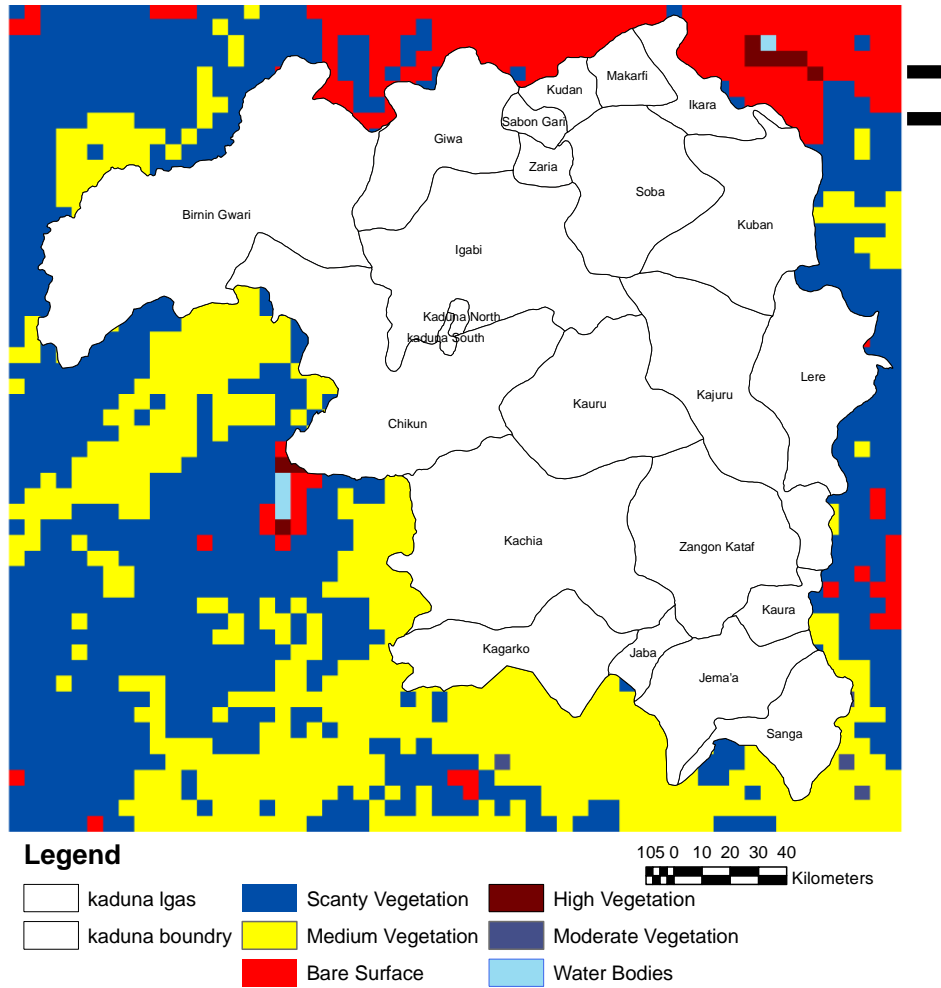 Makarfi
Kudan
Ikara
Sabon Gari
Giwa
Zaria
Soba
Birnin Gwari
Kuban
Igabi
Kaduna North
kaduna South
Lere
Kajuru
Kauru
Chikun
Kachia
Zangon Kataf
Kaura
Kagarko
Jaba
Jema'a
Sanga
Legend
105 0 10 20 30 40
Kilometers
kaduna lgas
Scanty Vegetation
High Vegetation
kaduna boundry
Medium Vegetation
Moderate Vegetation
Bare Surface
Water Bodies